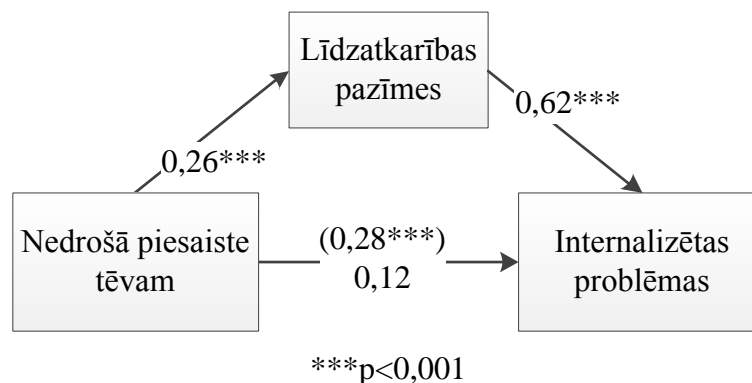 Līdzatkarības
pazīmes
0,26***
0,62***
Nedrošā piesaiste
tēvam
(0,28***)
0,12
Internalizētas
problēmas
***p<0,001